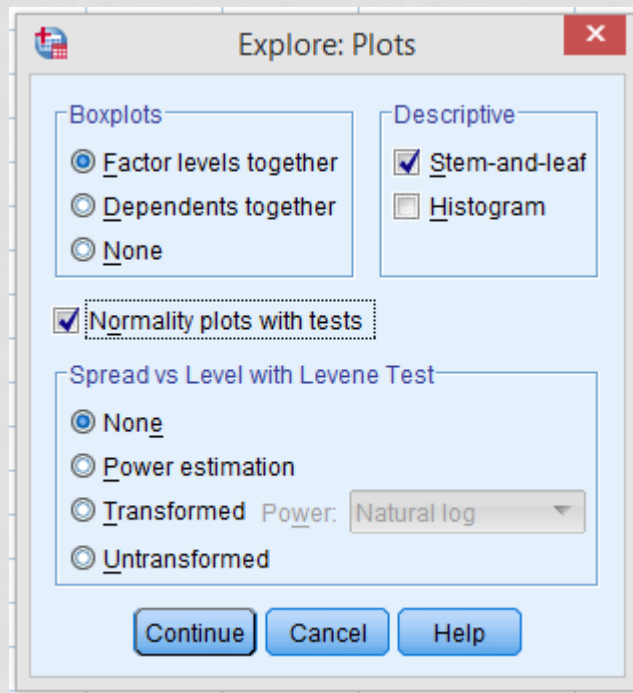 Explore: Plots
Boxplots
Factor levels together
Dependents together
None
Descriptive
Stem-and-leaf
Histogram
Normality plots with tests
Spread vs Level with Levene Test
None
Power estimation
Transformed Power: Natural log
Untransformed
Continue Cancel Help